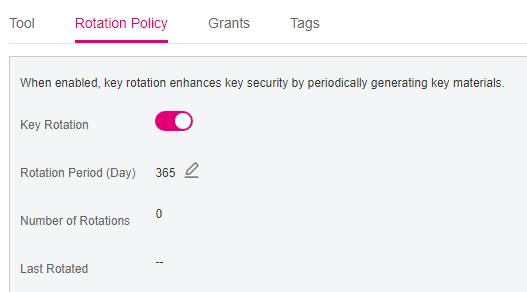 Tool Rotation Policy Grants Tags
When enabled, key rotation enhances key security by periodically generating key materials.
Key Rotation
Rotation Period (Day) 365
Number of Rotations 0
Last Rotated --